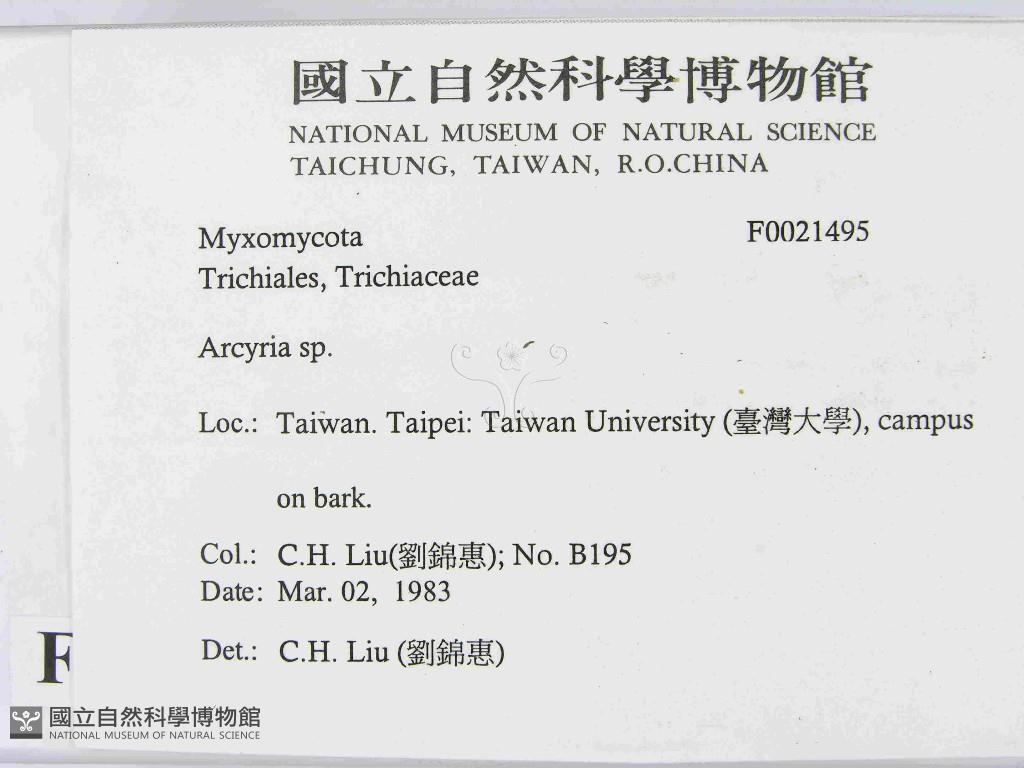 國立自然科學博物館
NATIONAL MUSEUM OF NATURAL SCIENCE
TAICHUNG, TAIWAN, R.O.CHINA
Myxomycota F0021495
Trichiales, Trichiaceae
Arcyria sp.
Loc.: Taiwan. Taipei: Taiwan University (臺灣大學), campus
on bark.
Col.: C.H. Liu(劉錦惠); No. B195
Date: Mar. 02, 1983
Det.: C.H. Liu (劉錦惠)
F
國立自然科學博物館
NATIONAL MUSEUM OF NATURAL SCIENCE